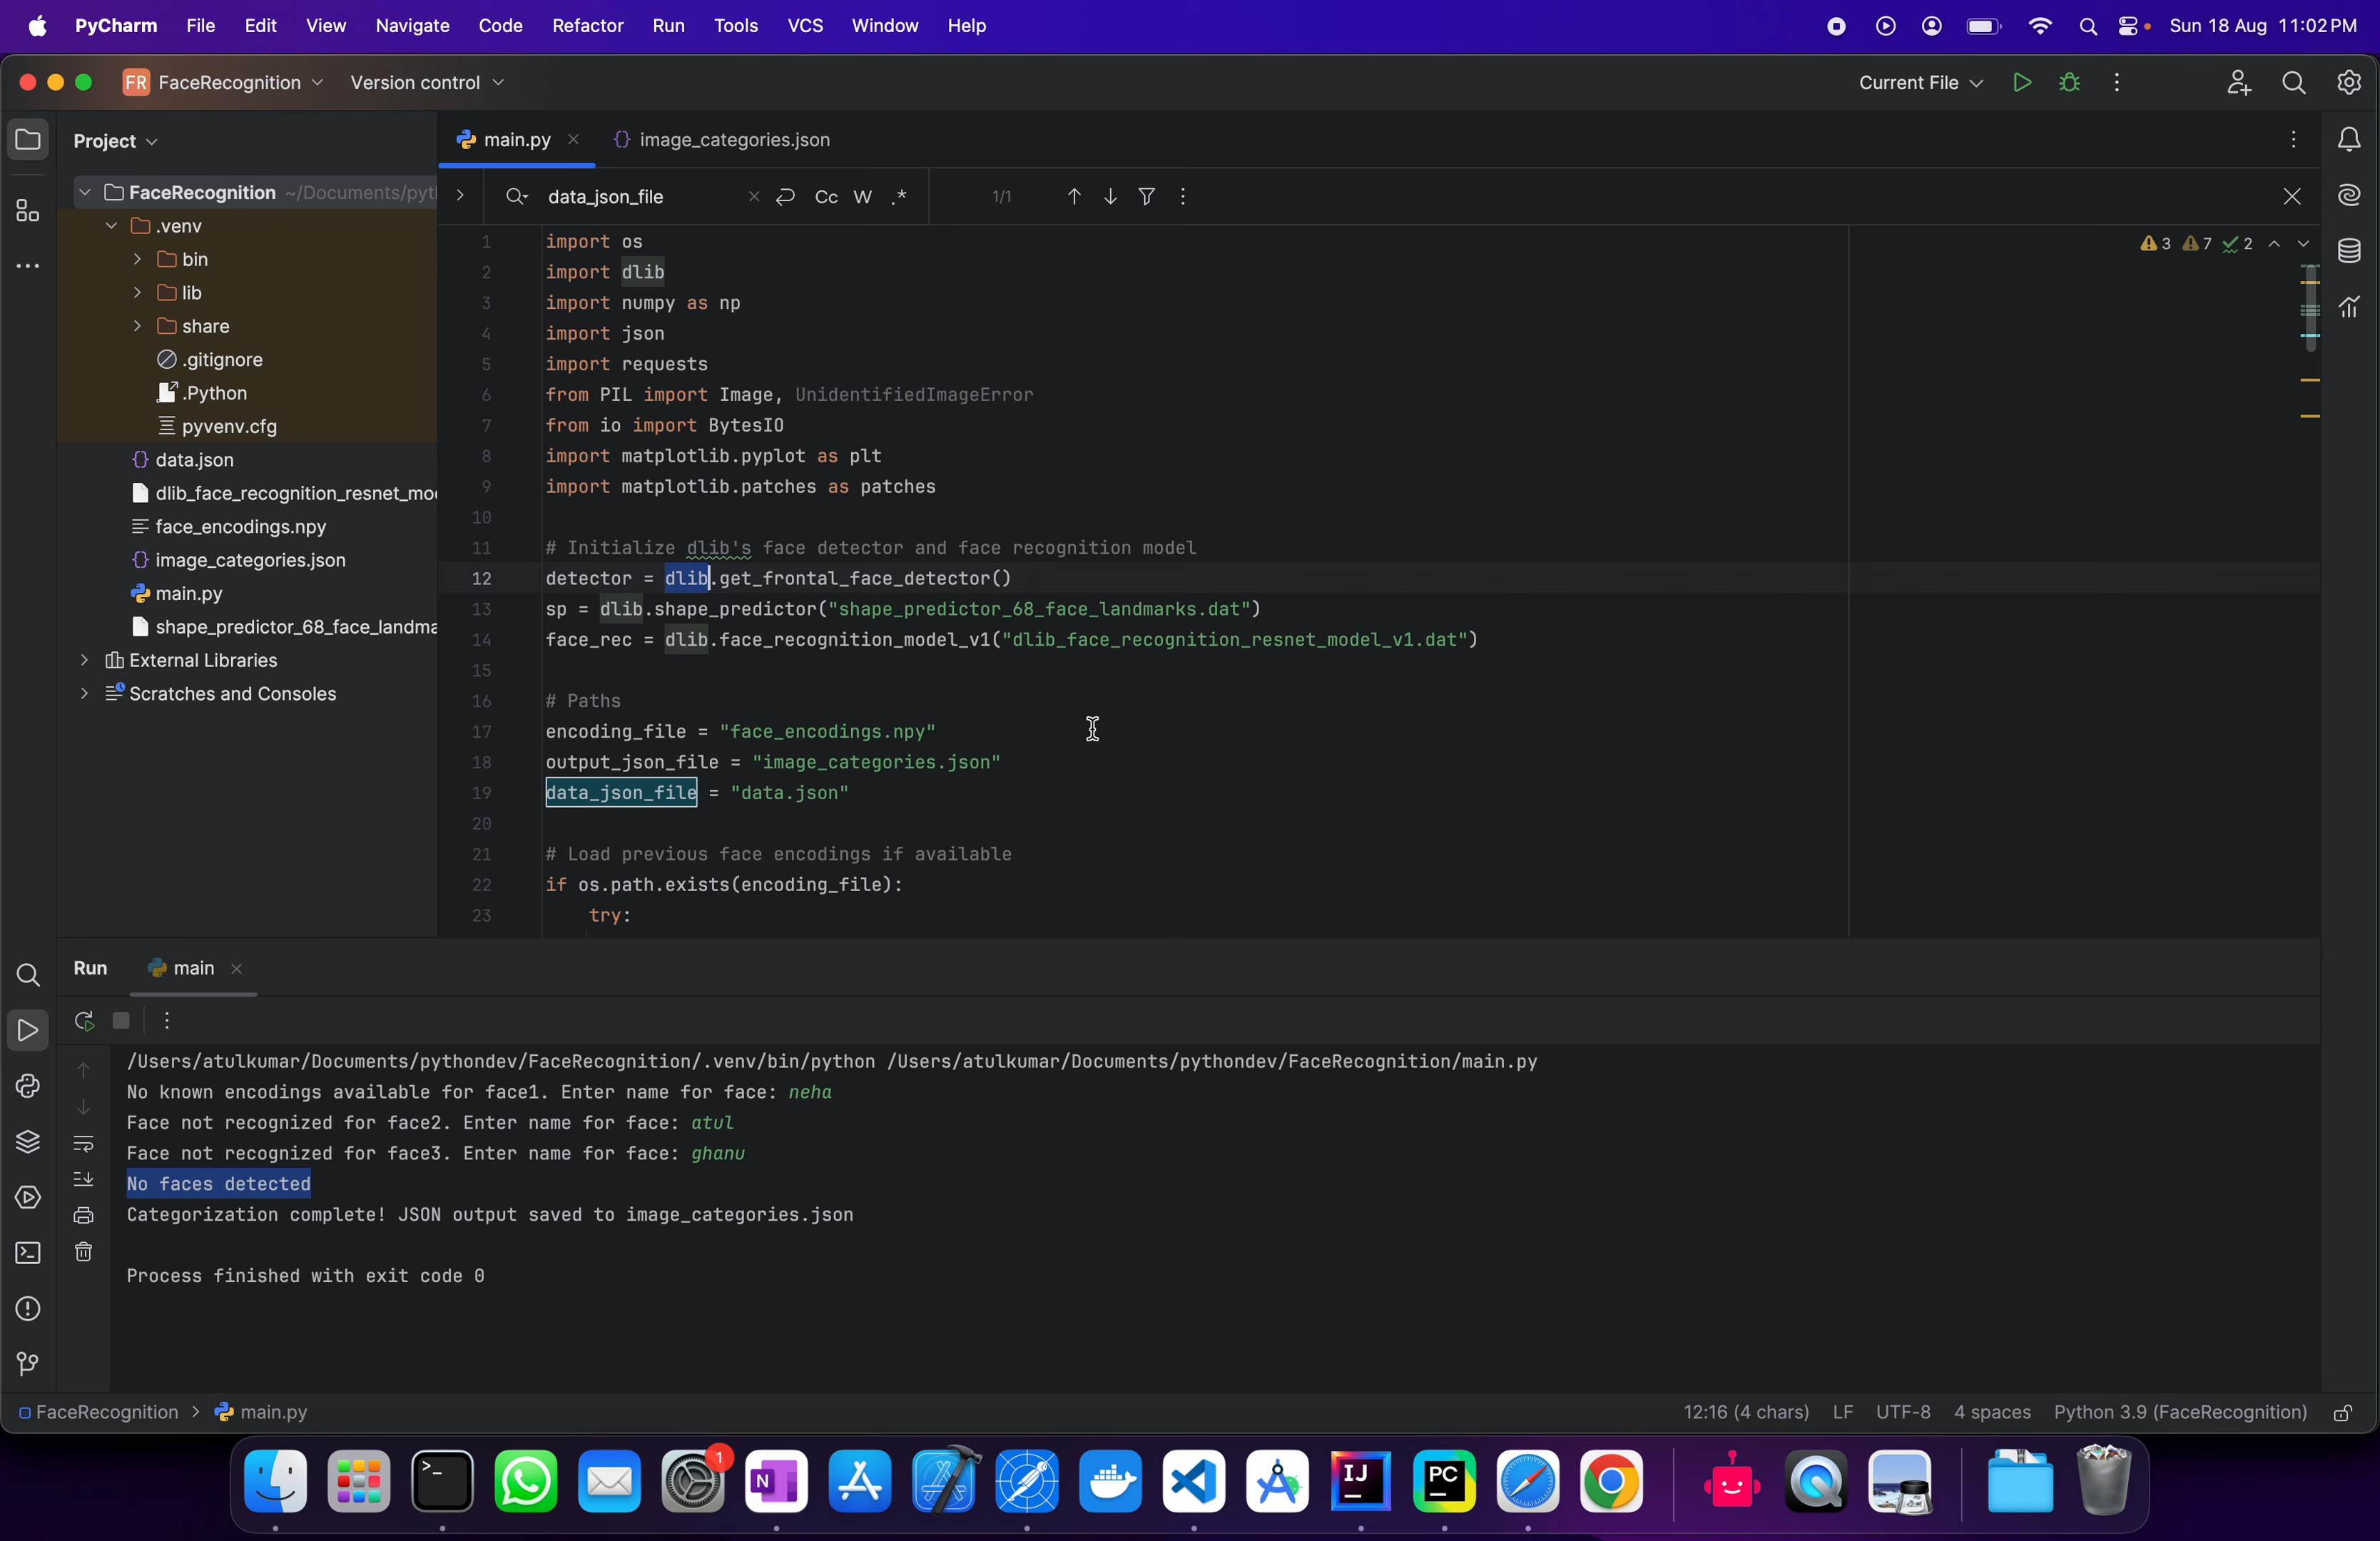 PyCharm File Edit View Navigate Code Refactor Run Tools VCS Window Help Sun 18 Aug 11:02 PM
FR FaceRecognition Version control Current File
Project
FaceRecognition ~/Documents/pyt
.venv
bin
lib
share
.gitignore
.Python
pyvenv.cfg
data.json
dlib_face_recognition_resnet_mo
face_encodings.npy
image_categories.json
main.py
shape_predictor_68_face_landma
External Libraries
Scratches and Consoles
main.py image_categories.json
data_json_file Cc W .* 1/1
3 7 2
1 import os
2 import dlib
3 import numpy as np
4 import json
5 import requests
6 from PIL import Image, UnidentifiedImageError
7 from io import BytesIO
8 import matplotlib.pyplot as plt
9 import matplotlib.patches as patches
10
11 # Initialize dlib's face detector and face recognition model
12 detector = dlib.get_frontal_face_detector()
13 sp = dlib.shape_predictor("shape_predictor_68_face_landmarks.dat")
14 face_rec = dlib.face_recognition_model_v1("dlib_face_recognition_resnet_model_v1.dat")
15
16 # Paths
17 encoding_file = "face_encodings.npy"
18 output_json_file = "image_categories.json"
19 data_json_file = "data.json"
20
21 # Load previous face encodings if available
22 if os.path.exists(encoding_file):
23 try:
Run main
/Users/atulkumar/Documents/pythondev/FaceRecognition/.venv/bin/python /Users/atulkumar/Documents/pythondev/FaceRecognition/main.py
No known encodings available for face1. Enter name for face: neha
Face not recognized for face2. Enter name for face: atul
Face not recognized for face3. Enter name for face: ghanu
No faces detected
Categorization complete! JSON output saved to image_categories.json
Process finished with exit code 0
FaceRecognition > main.py 12:16 (4 chars) LF UTF-8 4 spaces Python 3.9 (FaceRecognition)
1
N
IJ
PC